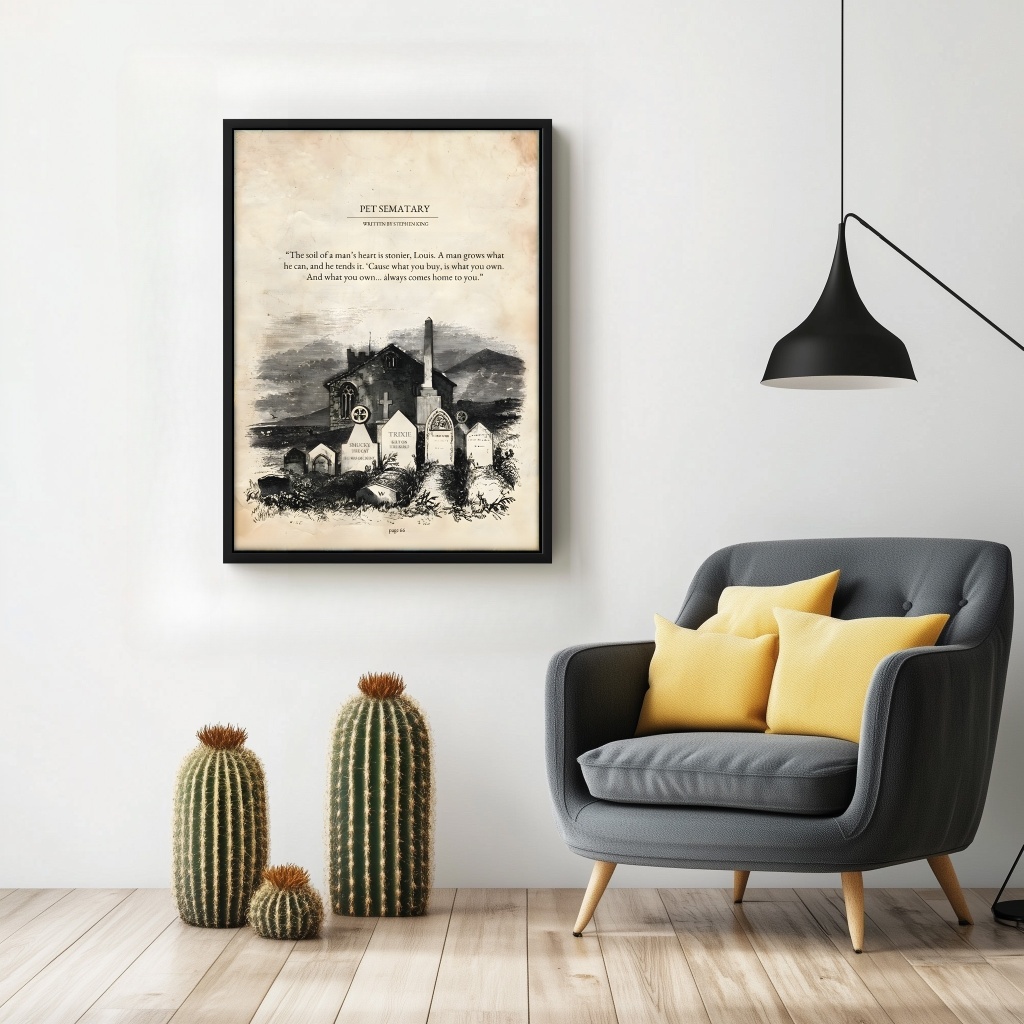 PET SEMATARY
WRITTEN BY STEPHEN KING
“The soil of a man’s heart is stonier, Louis. A man grows what
he can, and he tends it. ‘Cause what you buy, is what you own.
And what you own... always comes home to you.”
SMUCKY
TRIXIE
page 66